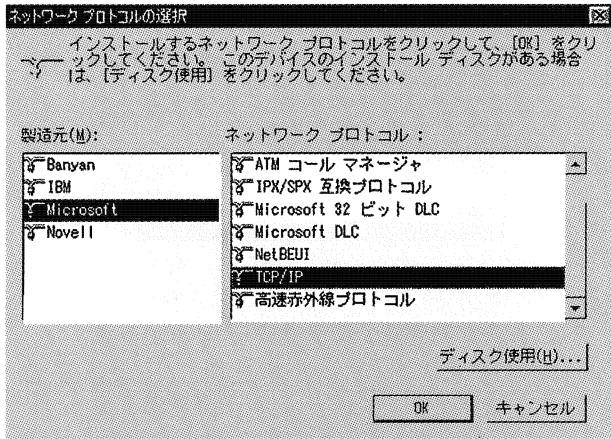 ネットワーク プロトコルの選択
インストールするネットワーク プロトコルをクリックして、[OK] をクリ
ックしてください。 このデバイスのインストール ディスクがある場合
は、[ディスク使用] をクリックしてください。
製造元(M):
Banyan
IBM
Microsoft
Novell
ネットワーク プロトコル :
ATM コール マネージャ
IPX/SPX 互換プロトコル
Microsoft 32 ビット DLC
Microsoft DLC
NetBEUI
TCP/IP
高速赤外線プロトコル
ディスク使用(H)...
OK
キャンセル